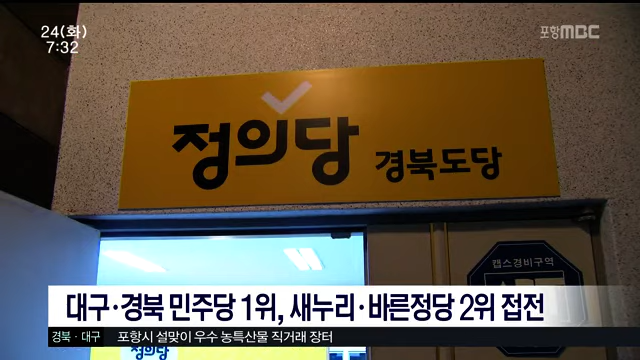 24(화)
7:32
포항MBC
정의당 경북도당
캡스경비구역
정의당
대구·경북 민주당 1위, 새누리·바른정당 2위 접전
경북·대구 포항시 설맞이 우수 농특산물 직거래 장터